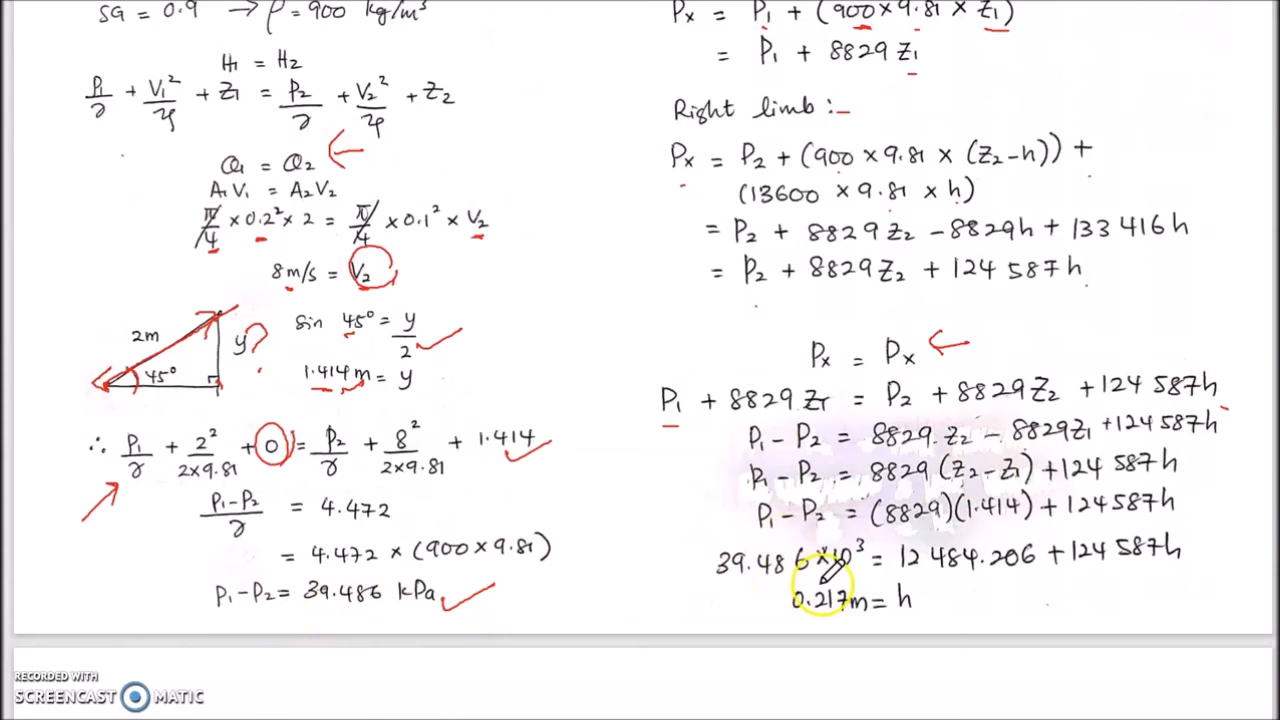 SG = 0.9 → ρ = 900 kg/m³
H₁ = H₂
P₁/γ + V₁²/2g + Z₁ = P₂/γ + V₂²/2g + Z₂
Q₁ = Q₂
A₁V₁ = A₂V₂
π/4 × 0.2² × 2 = π/4 × 0.1² × V₂
8 m/s = V₂
2m
y?
45°
sin 45° = y/2
1.414 m = y
∴ P₁/γ + 2²/2×9.81 + 0 = P₂/γ + 8²/2×9.81 + 1.414
P₁-P₂/γ = 4.472
= 4.472 × (900 × 9.81)
P₁-P₂ = 39.486 kPa
Px = P₁ + (900 × 9.81 × Z₁)
= P₁ + 8829 Z₁
Right limb :-
Px = P₂ + (900 × 9.81 × (Z₂-h)) +
(13600 × 9.81 × h)
= P₂ + 8829 Z₂ - 8829h + 133 416 h
= P₂ + 8829 Z₂ + 124 587 h
Px = Px
P₁ + 8829 Z₁ = P₂ + 8829 Z₂ + 124 587h
P₁ - P₂ = 8829 Z₂ - 8829Z₁ + 124 587h
P₁ - P₂ = 8829 (Z₂ - Z₁) + 124 587h
P₁ - P₂ = (8829)(1.414) + 124 587h
39.486 × 10³ = 12 484.206 + 124 587h
0.217m = h
RECORDED WITH
SCREENCAST MATIC